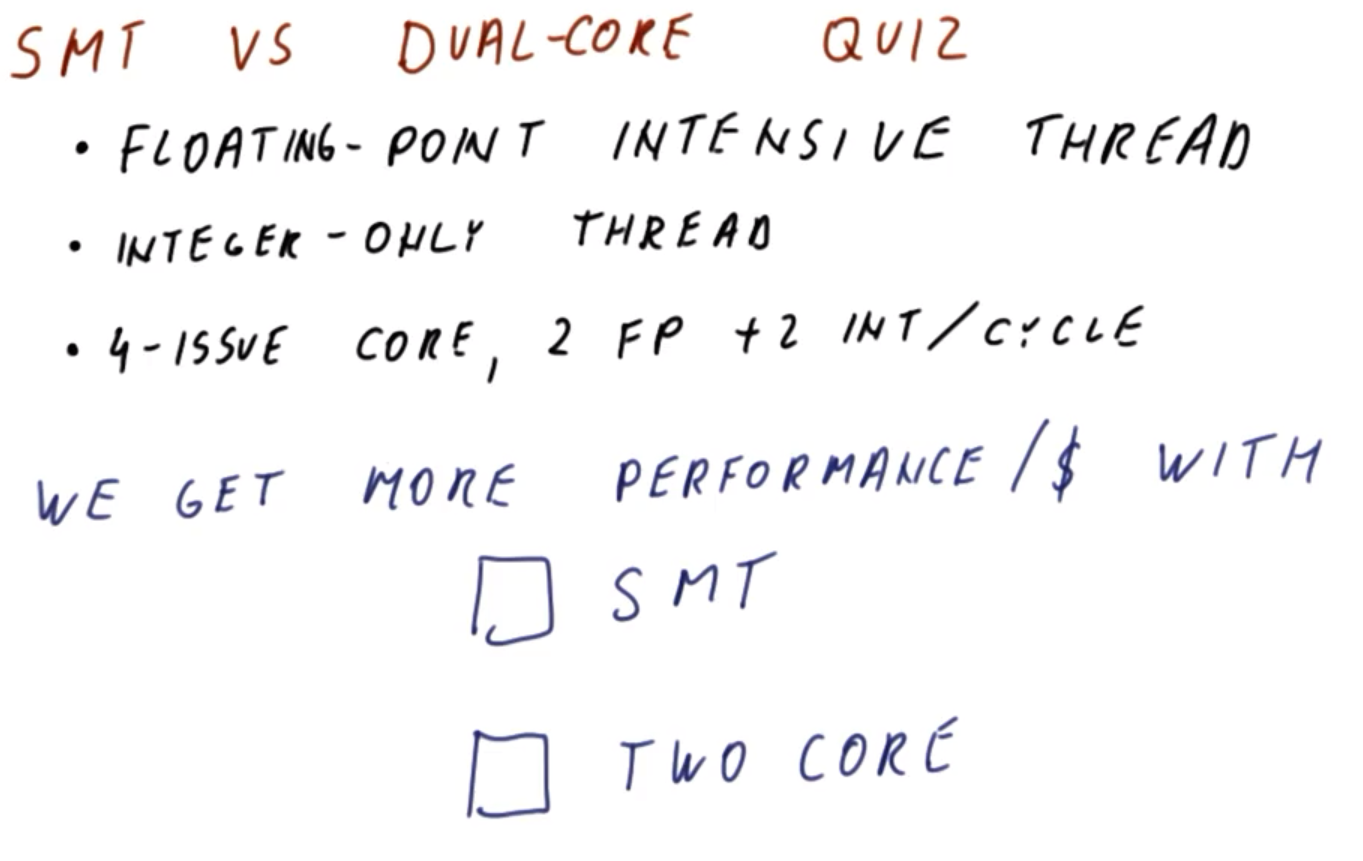 SMT VS DUAL-CORE QUIZ
• FLOATING-POINT INTENSIVE THREAD
• INTEGER-ONLY THREAD
• 4-ISSUE CORE, 2 FP + 2 INT/CYCLE
WE GET MORE PERFORMANCE/$ WITH
SMT
TWO CORE